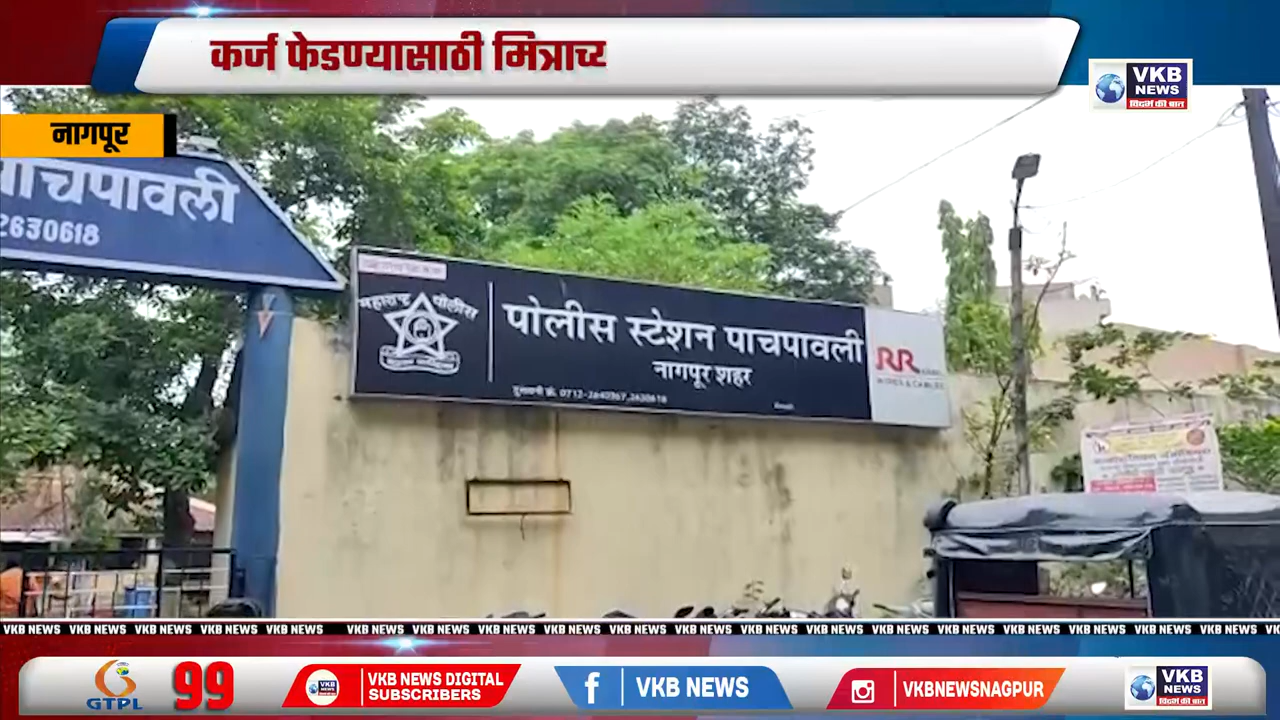 कर्ज फेडण्यासाठी मित्राच्
VKB
NEWS
विदर्भ की बात
नागपूर
पाचपावली
2630618
महाराष्ट्र पोलीस
पोलीस स्टेशन पाचपावली
नागपूर शहर
दुरध्वनी क्रं. 0712-2640367,2630618
RR
WIRES & CABLES
VKB NEWS VKB NEWS VKB NEWS VKB NEWS VKB NEWS VKB NEWS VKB NEWS VKB NEWS VKB NEWS VKB NEWS VKB NEWS VKB NEWS VKB NEWS VKB NEWS VKB NEWS VKB NEWS VKB NEWS VKB NEWS VKB NEWS
GTPL
99
VKB NEWS
VKB NEWS DIGITAL
SUBSCRIBERS
VKB NEWS
VKBNEWSNAGPUR
VKB
NEWS
विदर्भ की बात